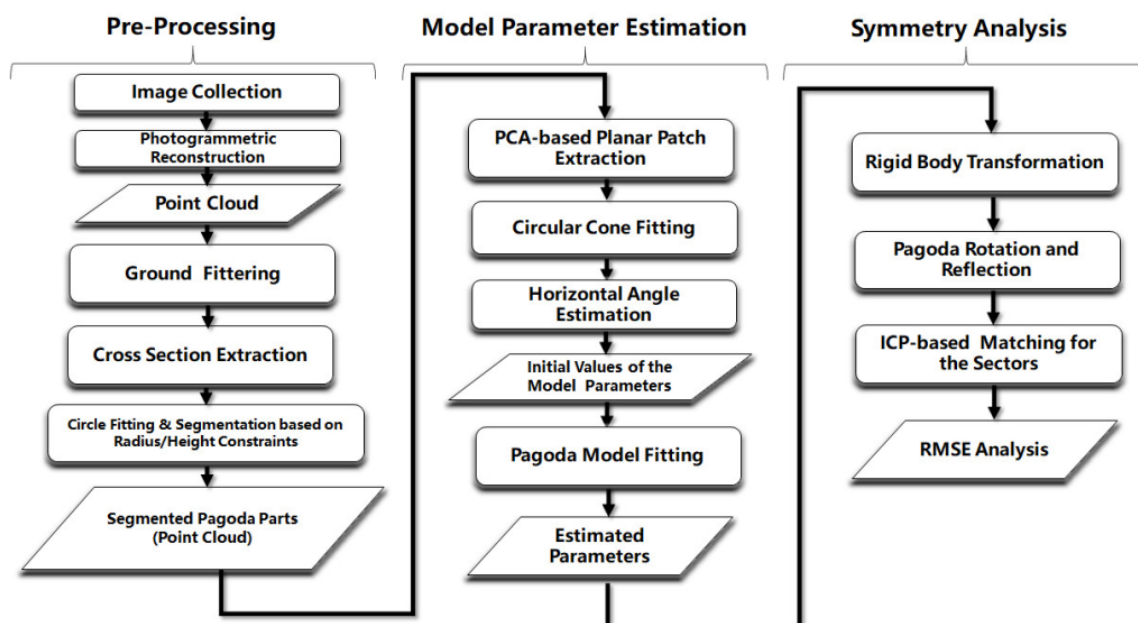 Pre-Processing
Image Collection
Photogrammetric
Reconstruction
Point Cloud
Ground Fittering
Cross Section Extraction
Circle Fitting & Segmentation based on
Radius/Height Constraints
Segmented Pagoda Parts
(Point Cloud)
Model Parameter Estimation
PCA-based Planar Patch
Extraction
Circular Cone Fitting
Horizontal Angle
Estimation
Initial Values of the
Model Parameters
Pagoda Model Fitting
Estimated
Parameters
Symmetry Analysis
Rigid Body Transformation
Pagoda Rotation and
Reflection
ICP-based Matching for
the Sectors
RMSE Analysis